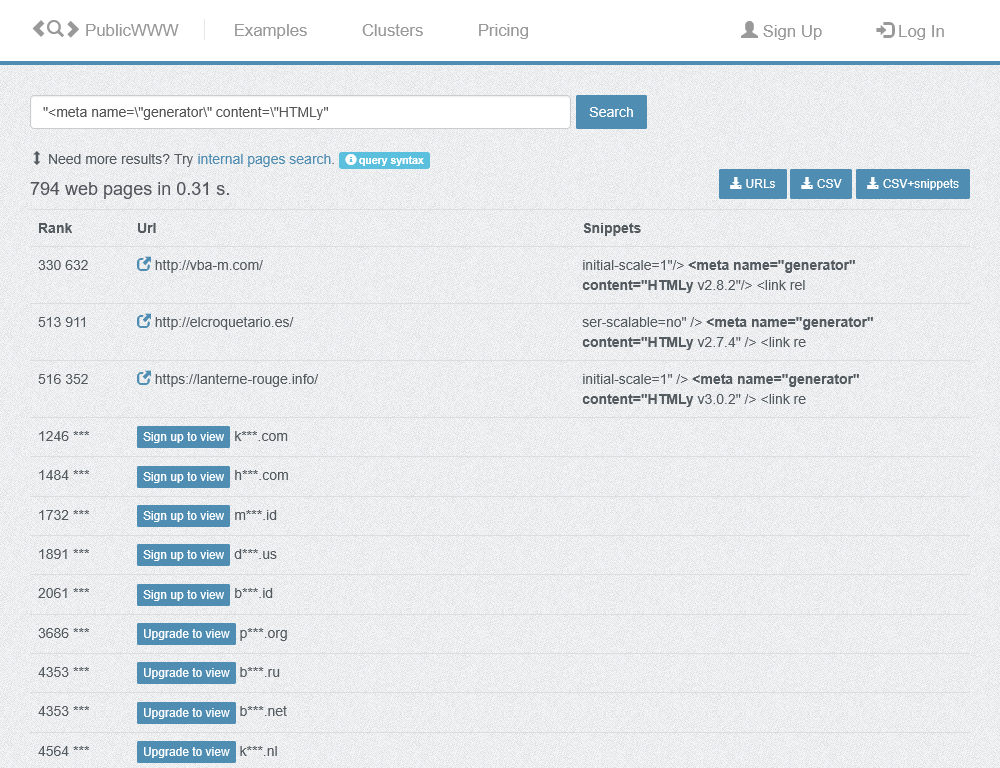 PublicWWW Examples Clusters Pricing Sign Up Log In
"<meta name=\"generator\" content=\"HTMLy" Search
Need more results? Try internal pages search. query syntax
794 web pages in 0.31 s. URLs CSV CSV+snippets
Rank Url Snippets
330 632 http://vba-m.com/ initial-scale=1"/> <meta name="generator"
content="HTMLy v2.8.2"/> <link rel
513 911 http://elcroquetario.es/ ser-scalable=no" /> <meta name="generator"
content="HTMLy v2.7.4" /> <link re
516 352 https://lanterne-rouge.info/ initial-scale=1" /> <meta name="generator"
content="HTMLy v3.0.2" /> <link re
1246 *** Sign up to view k***.com
1484 *** Sign up to view h***.com
1732 *** Sign up to view m***.id
1891 *** Sign up to view d***.us
2061 *** Sign up to view b***.id
3686 *** Upgrade to view p***.org
4353 *** Upgrade to view b***.ru
4353 *** Upgrade to view b***.net
4564 *** Upgrade to view k***.nl